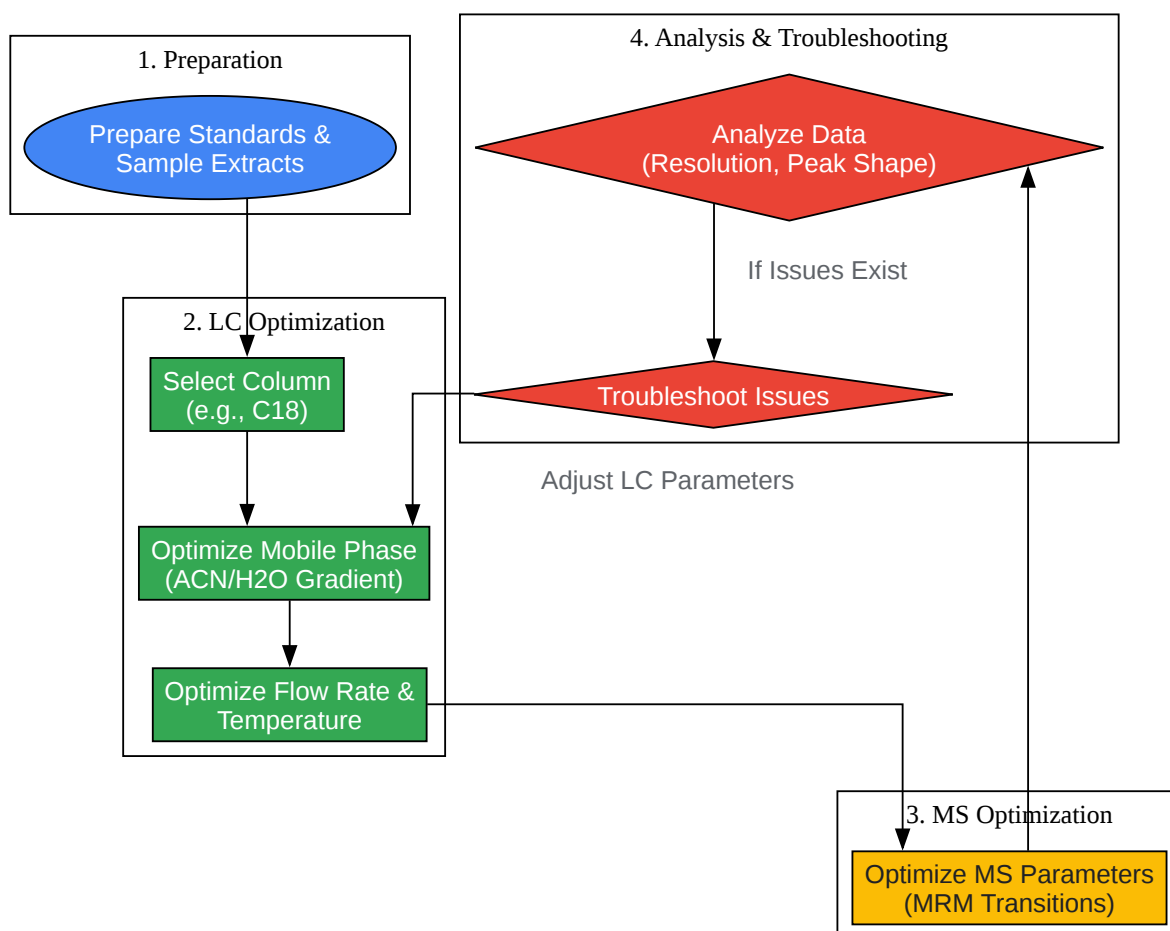 1. Preparation
Prepare Standards &
Sample Extracts
2. LC Optimization
Select Column
(e.g., C18)
Optimize Mobile Phase
(ACN/H2O Gradient)
Optimize Flow Rate &
Temperature
3. MS Optimization
Optimize MS Parameters
(MRM Transitions)
4. Analysis & Troubleshooting
Analyze Data
(Resolution, Peak Shape)
If Issues Exist
Troubleshoot Issues
Adjust LC Parameters